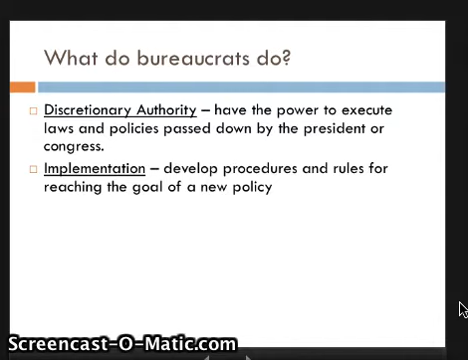 What do bureaucrats do?
□ Discretionary Authority – have the power to execute
laws and policies passed down by the president or
congress.
□ Implementation – develop procedures and rules for
reaching the goal of a new policy
Screencast-O-Matic.com